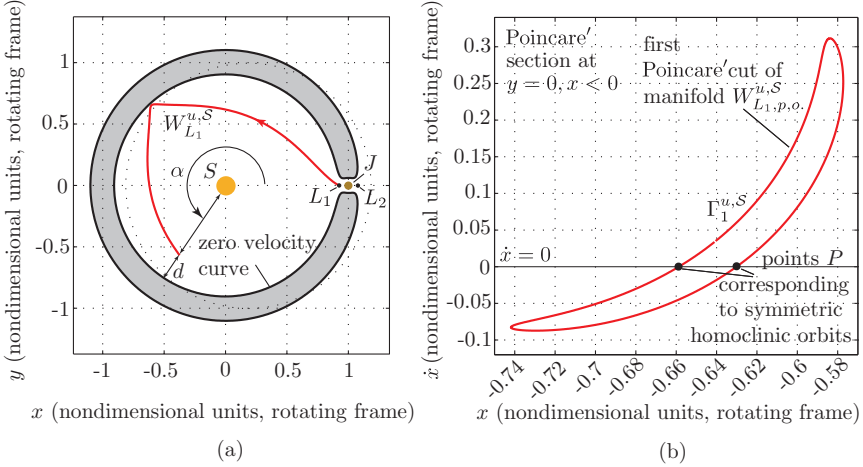 1
0.5
0
-0.5
-1
y (nondimensional units, rotating frame)
W_{L_1}^{u,S}
α
S
J
L_1
L_2
zero velocity
curve
d
-1
-0.5
0
0.5
1
x (nondimensional units, rotating frame)
(a)
0.3
0.25
0.2
0.15
0.1
0.05
0
-0.05
-0.1
ẋ (nondimensional units, rotating frame)
Poincare'
section at
y = 0, x < 0
first
Poincare'cut of
manifold W_{L_1,p.o.}^{u,S}
Γ_1^{u,S}
ẋ = 0
points P
corresponding
to symmetric
homoclinic orbits
-0.74
-0.72
-0.7
-0.68
-0.66
-0.64
-0.62
-0.6
-0.58
x (nondimensional units, rotating frame)
(b)